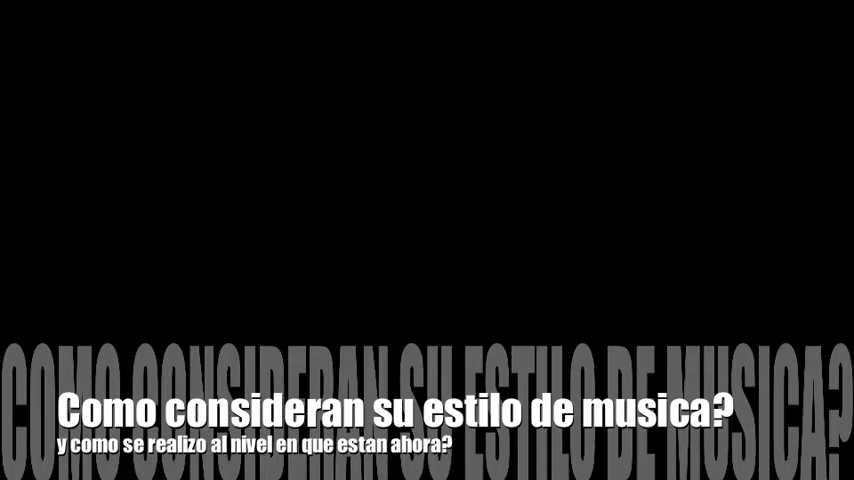 COMO CONSIDERAN SU ESTILO DE MUSICA?
Como consideran su estilo de musica?
y como se realizo al nivel en que estan ahora?